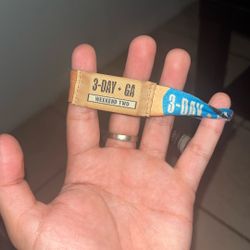 3-DAY + GA
WEEKEND TWO
3-DAY